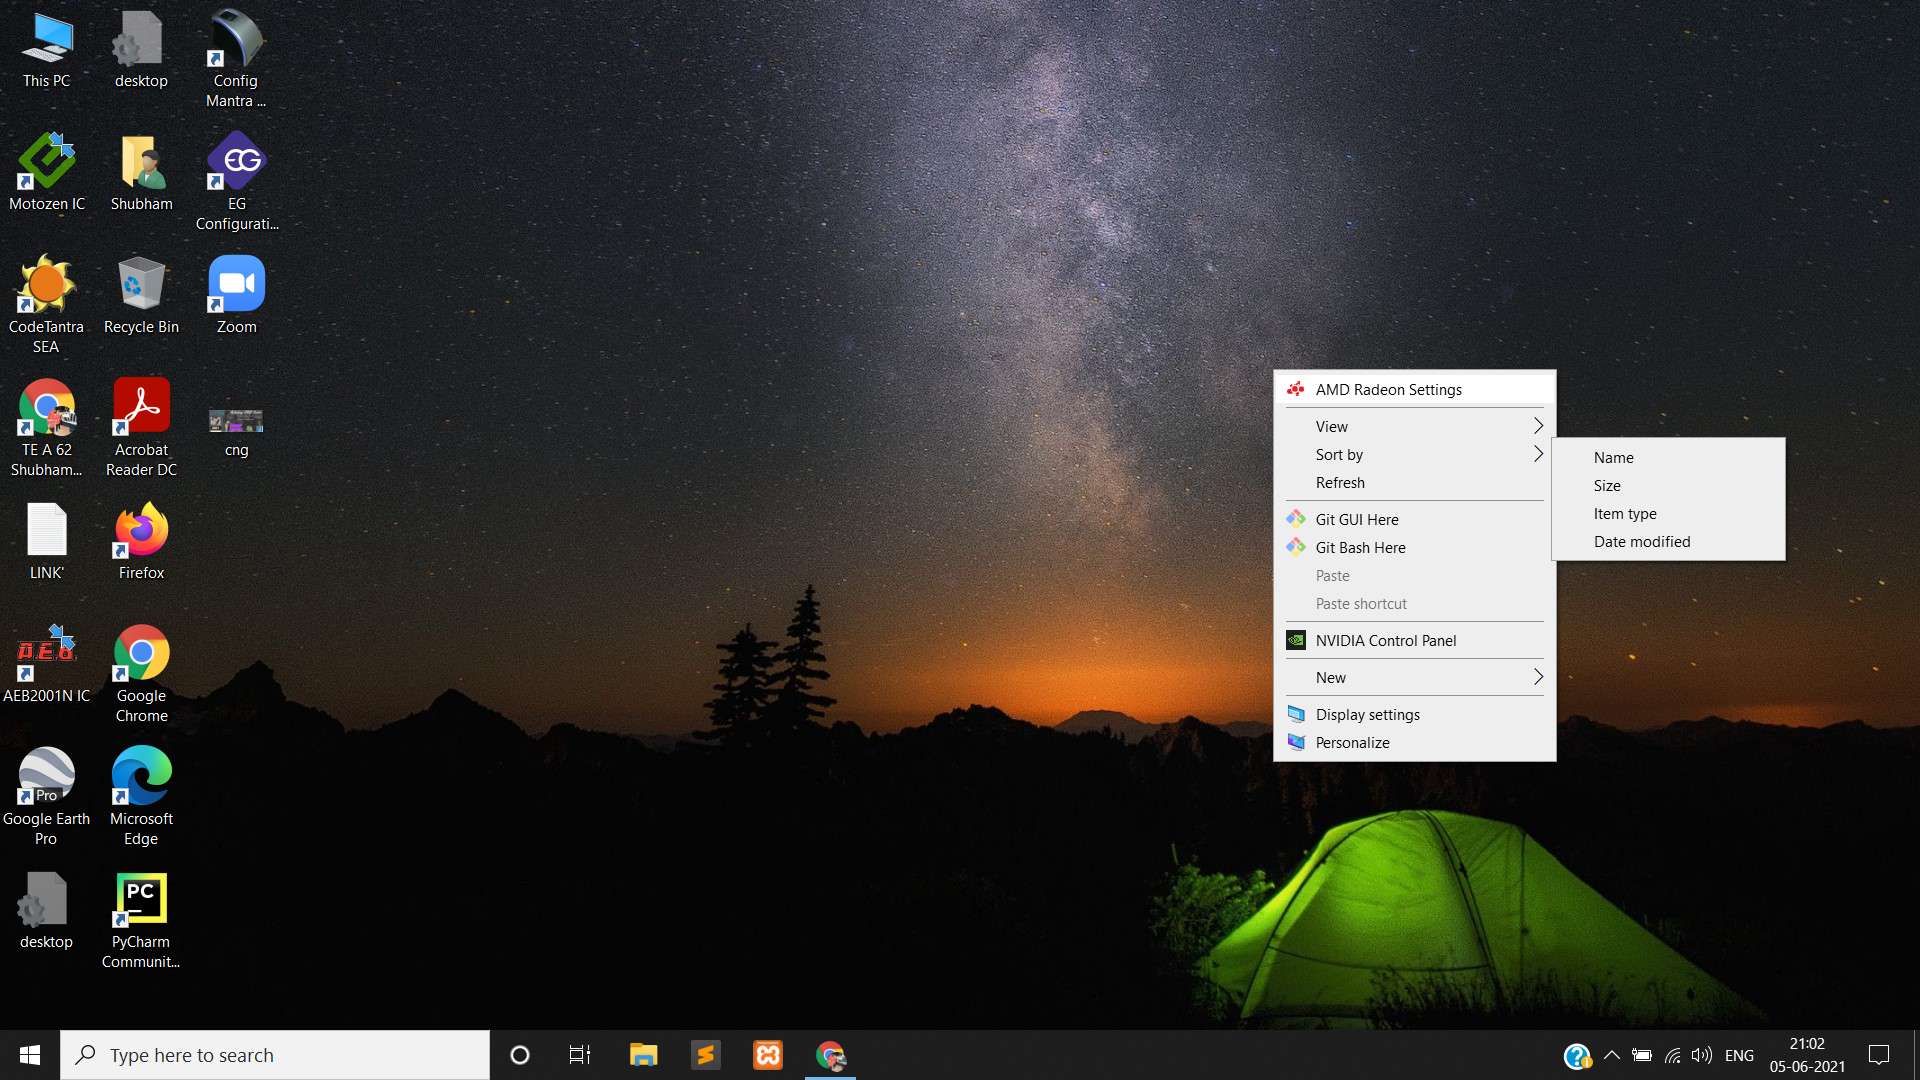 This PC
desktop
Config
Mantra ...
Motozen IC
Shubham
EG
EG
Configurati...
CodeTantra
SEA
Recycle Bin
Zoom
TE A 62
Shubham...
Acrobat
Reader DC
cng
LINK'
Firefox
AEB
AEB2001N IC
Google
Chrome
Pro
Google Earth
Pro
Microsoft
Edge
desktop
PC
PyCharm
Communit...
AMD Radeon Settings
View
Sort by
Refresh
Git GUI Here
Git Bash Here
Paste
Paste shortcut
NVIDIA Control Panel
New
Display settings
Personalize
Name
Size
Item type
Date modified
Type here to search
ENG
21:02
05-06-2021